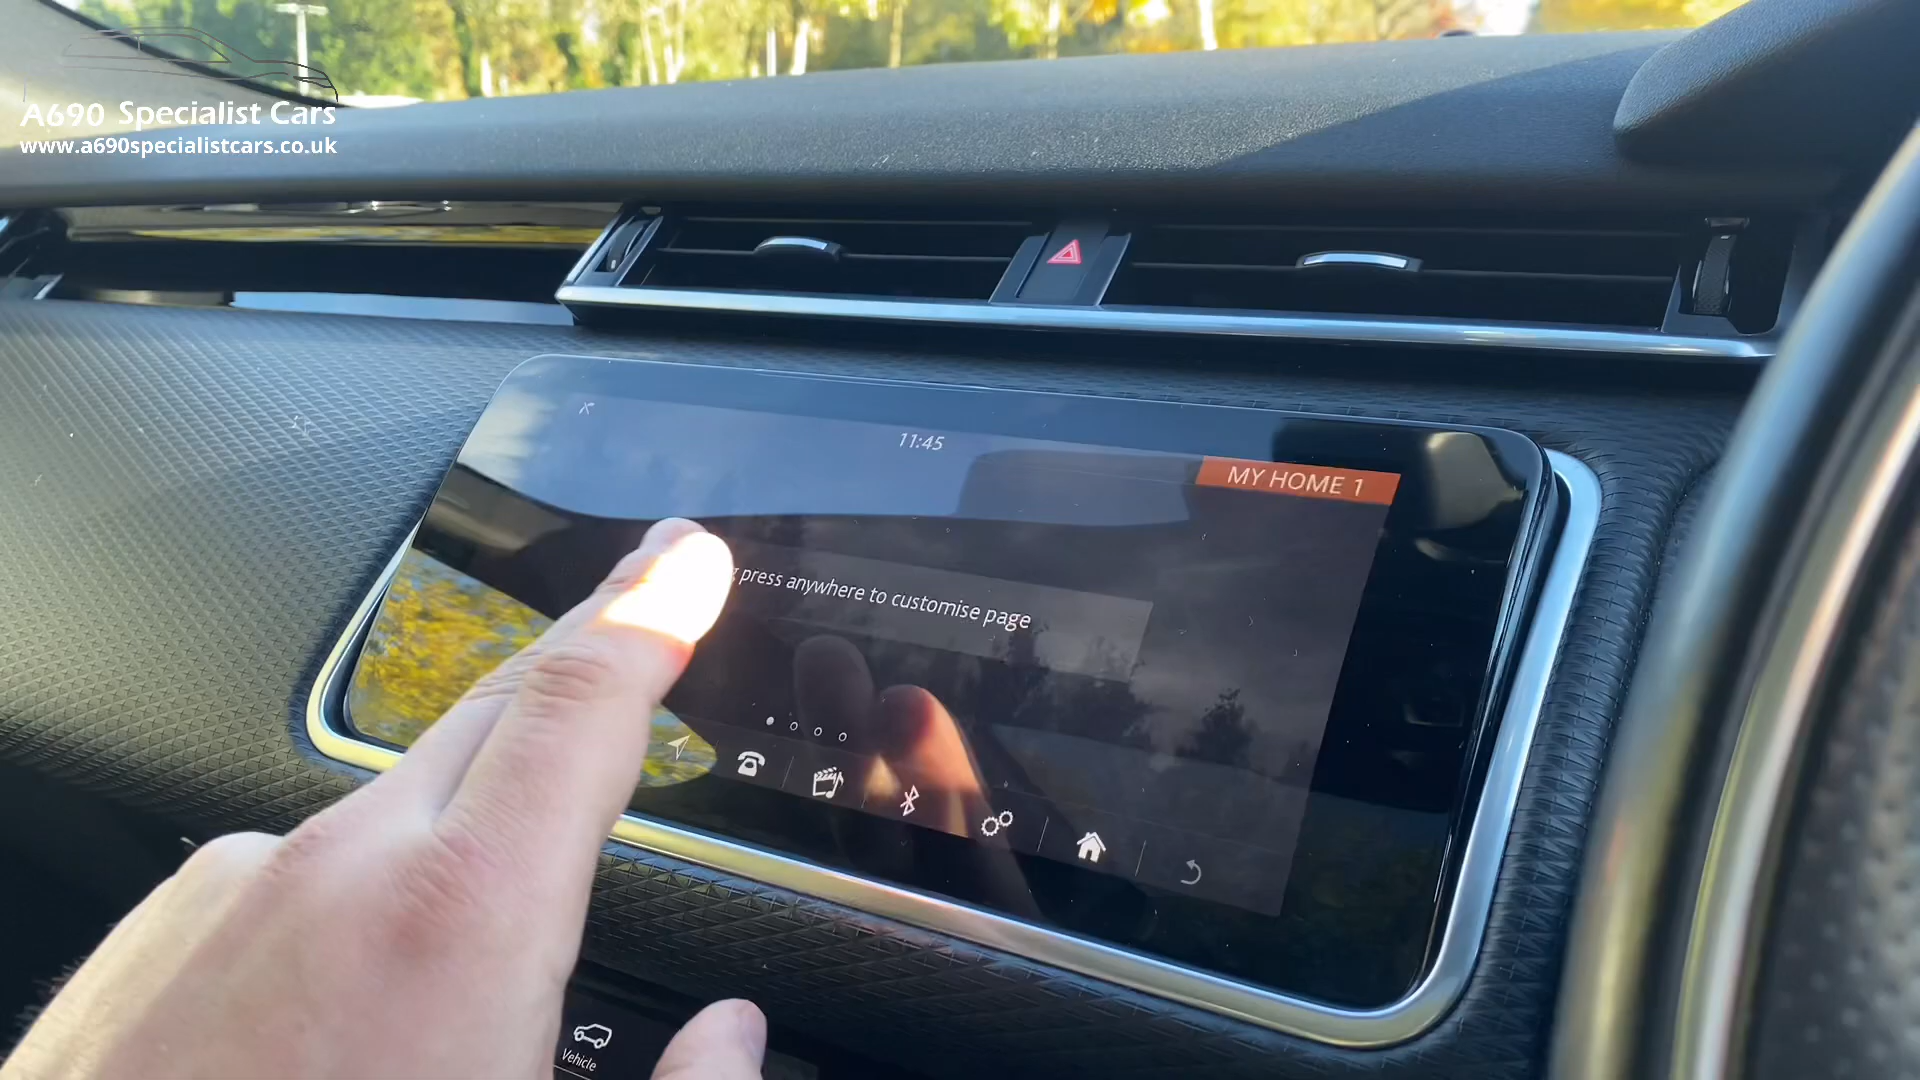 A690 Specialist Cars
www.a690specialistcars.co.uk
11:45
MY HOME 1
press anywhere to customise page
Vehicle